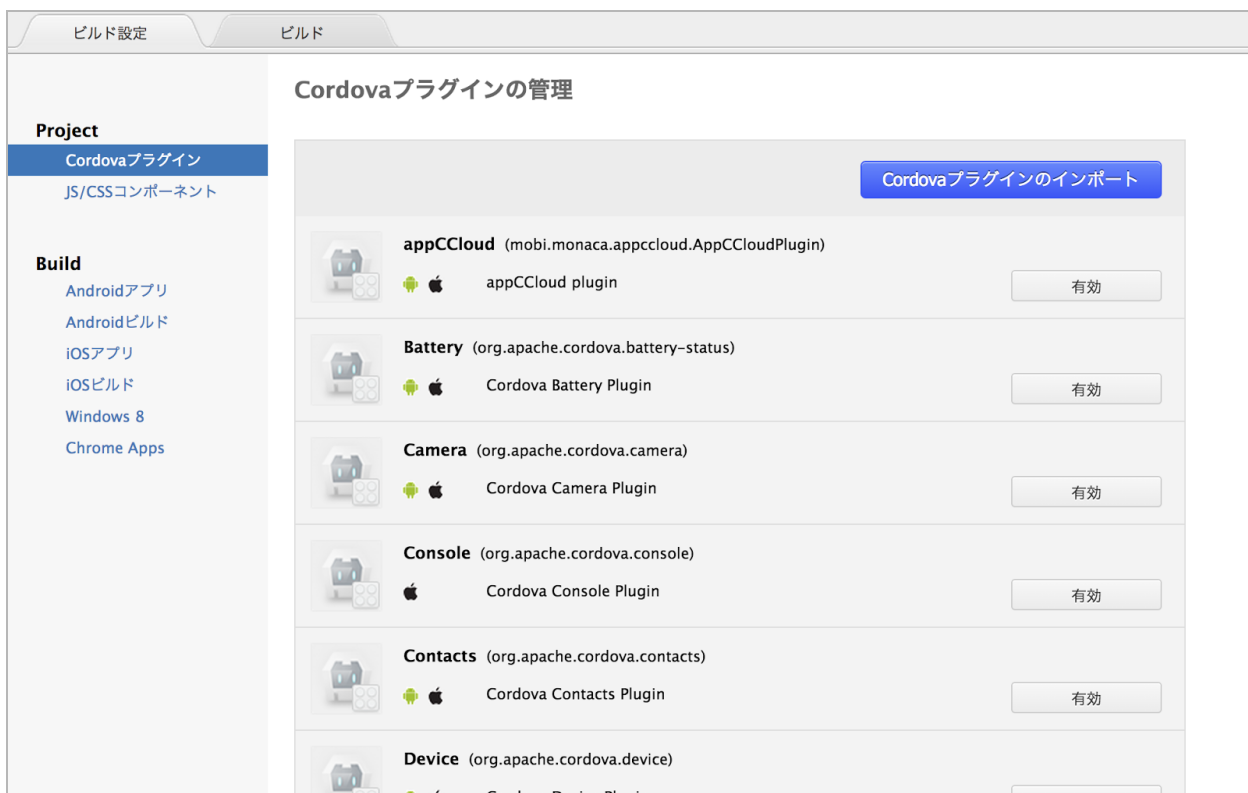 ビルド設定
ビルド
Project
Cordovaプラグイン
JS/CSSコンポーネント
Build
Androidアプリ
Androidビルド
iOSアプリ
iOSビルド
Windows 8
Chrome Apps
Cordovaプラグインの管理
Cordovaプラグインのインポート
appCCloud (mobi.monaca.appccloud.AppCCloudPlugin)
appCCloud plugin
有効
Battery (org.apache.cordova.battery-status)
Cordova Battery Plugin
有効
Camera (org.apache.cordova.camera)
Cordova Camera Plugin
有効
Console (org.apache.cordova.console)
Cordova Console Plugin
有効
Contacts (org.apache.cordova.contacts)
Cordova Contacts Plugin
有効
Device (org.apache.cordova.device)